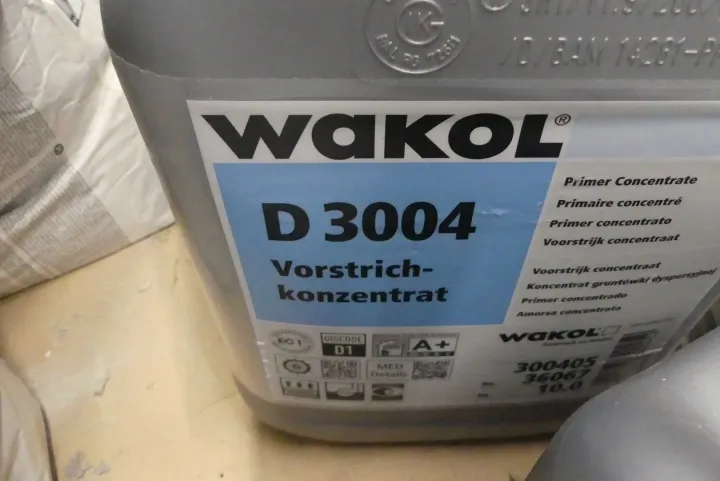 WAKOL®
D 3004
Vorstrich-
konzentrat
Primer Concentrate
Primaire concentré
Primer concentrato
Voorstrijk concentraat
Voorstrijk concentraat
Koncentrat gruntówki dyspersyjnej
Primer concentrado
Amorsa concentrata
EC 1
GISCODE
D1
A+
MED
Details
WAKOL
300405
36067
10.0